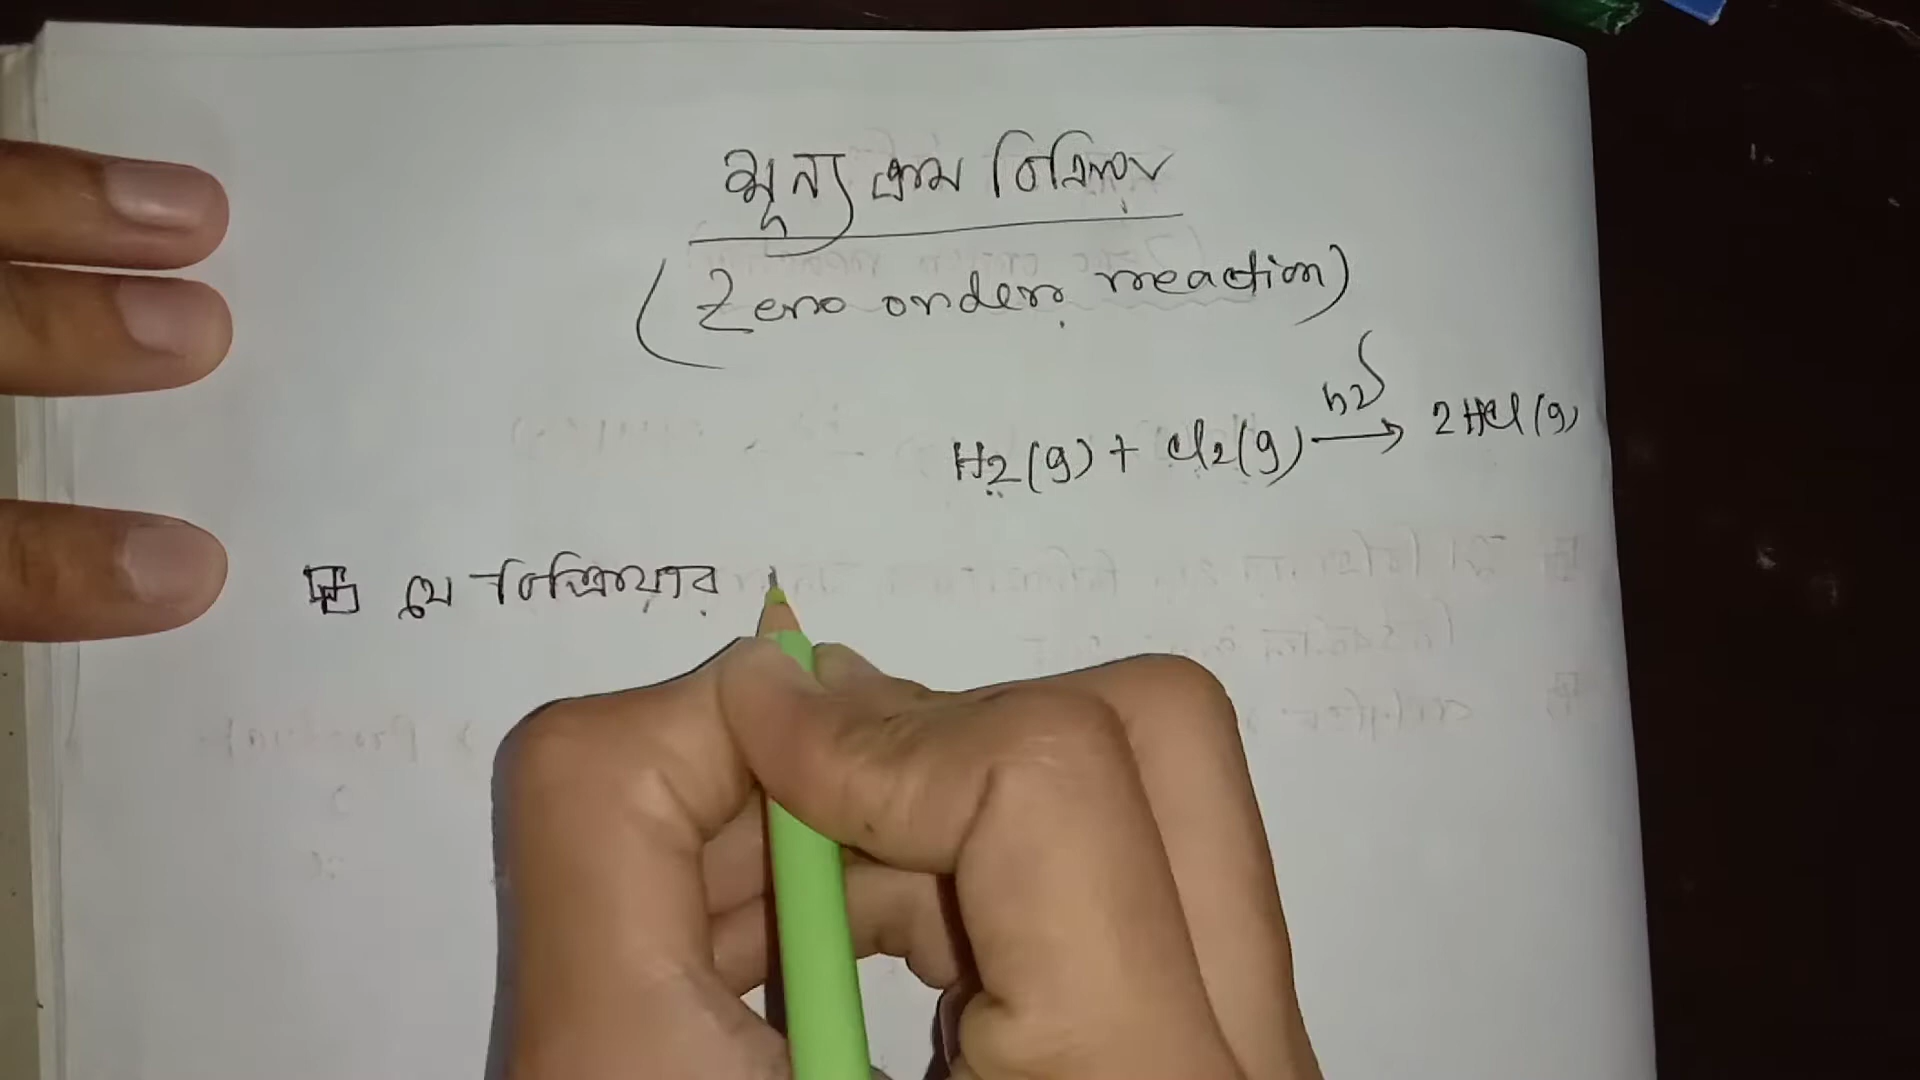 শূন্য ক্রম বিক্রিয়া
(Zero order reaction)
H2(g) + Cl2(g) hν → 2HCl(g)
যে বিক্রিয়ার